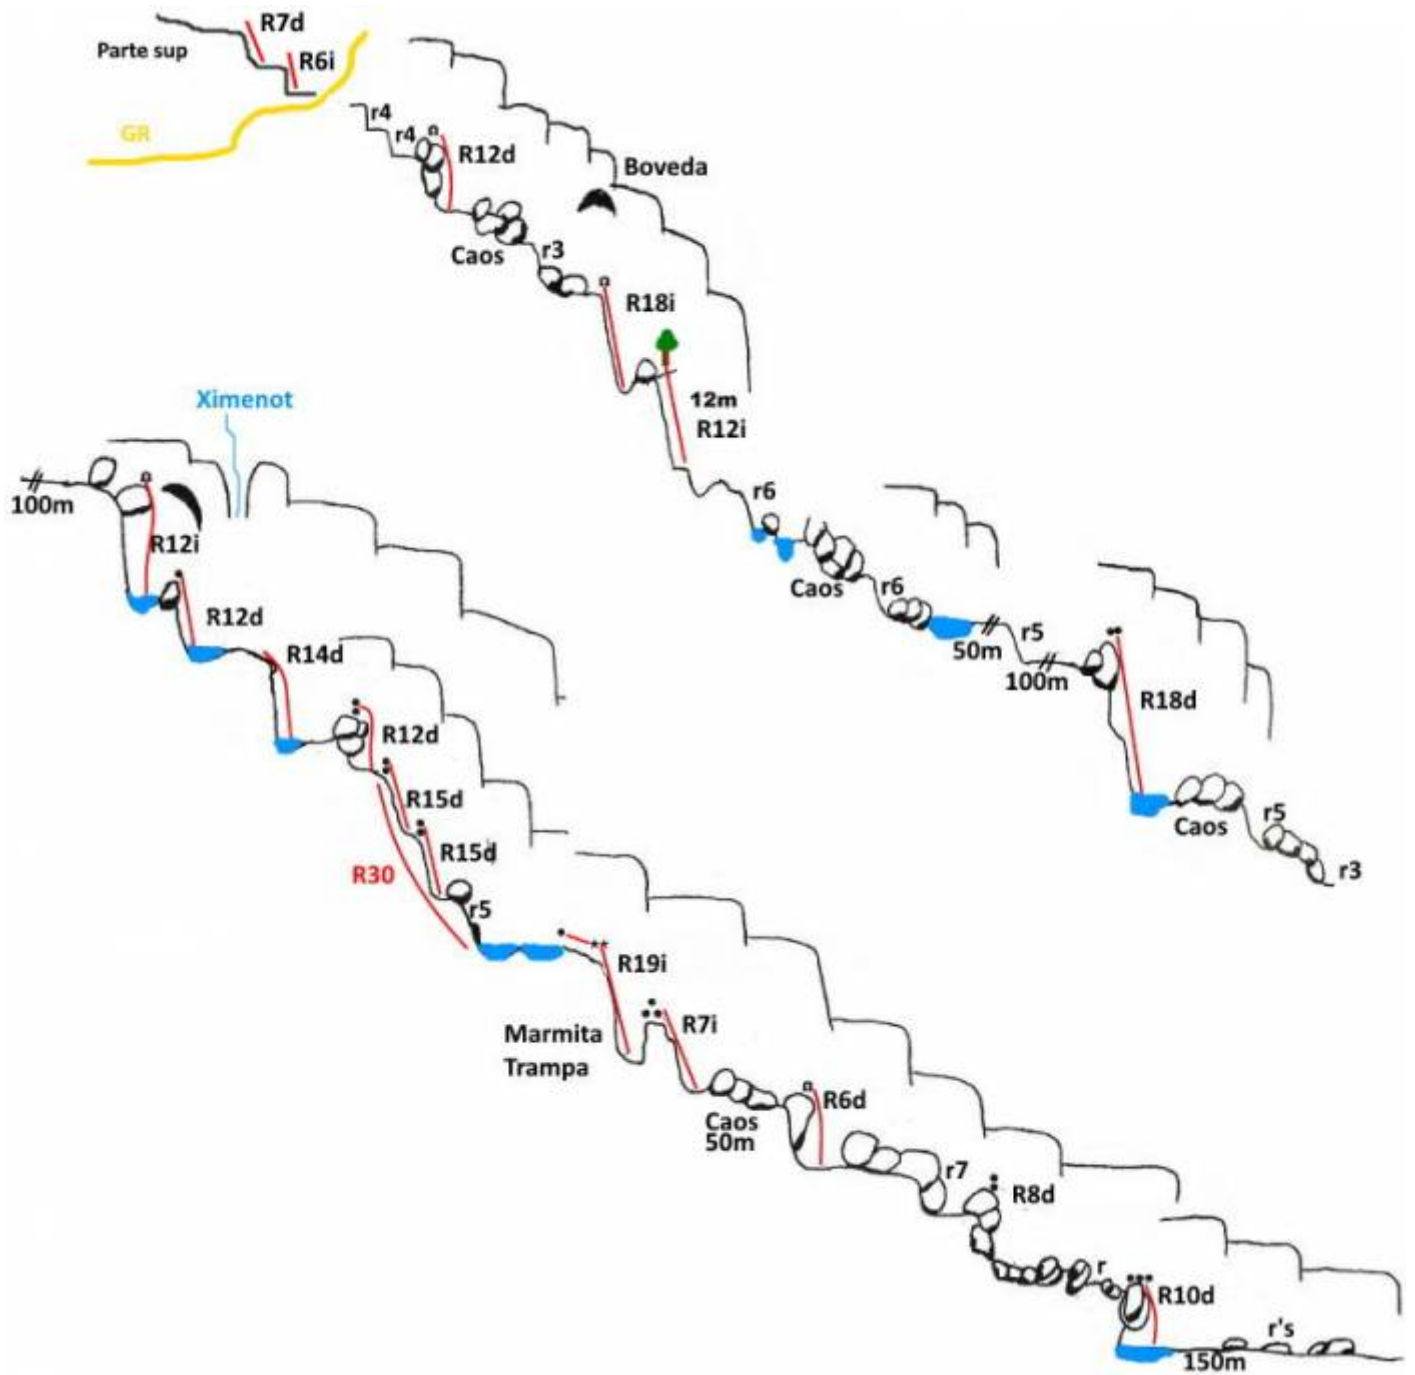 R7d
Parte sup
R6i
GR
r4
r4
R12d
Boveda
Caos
r3
R18i
12m
R12i
r6
Caos
r6
50m
r5
100m
R18d
Caos
r5
r3
Ximenot
100m
R12i
R12d
R14d
R12d
R15d
R15d
R30
r5
R19i
Marmita
Trampa
R7i
Caos
50m
R6d
r7
R8d
r
R10d
r's
150m